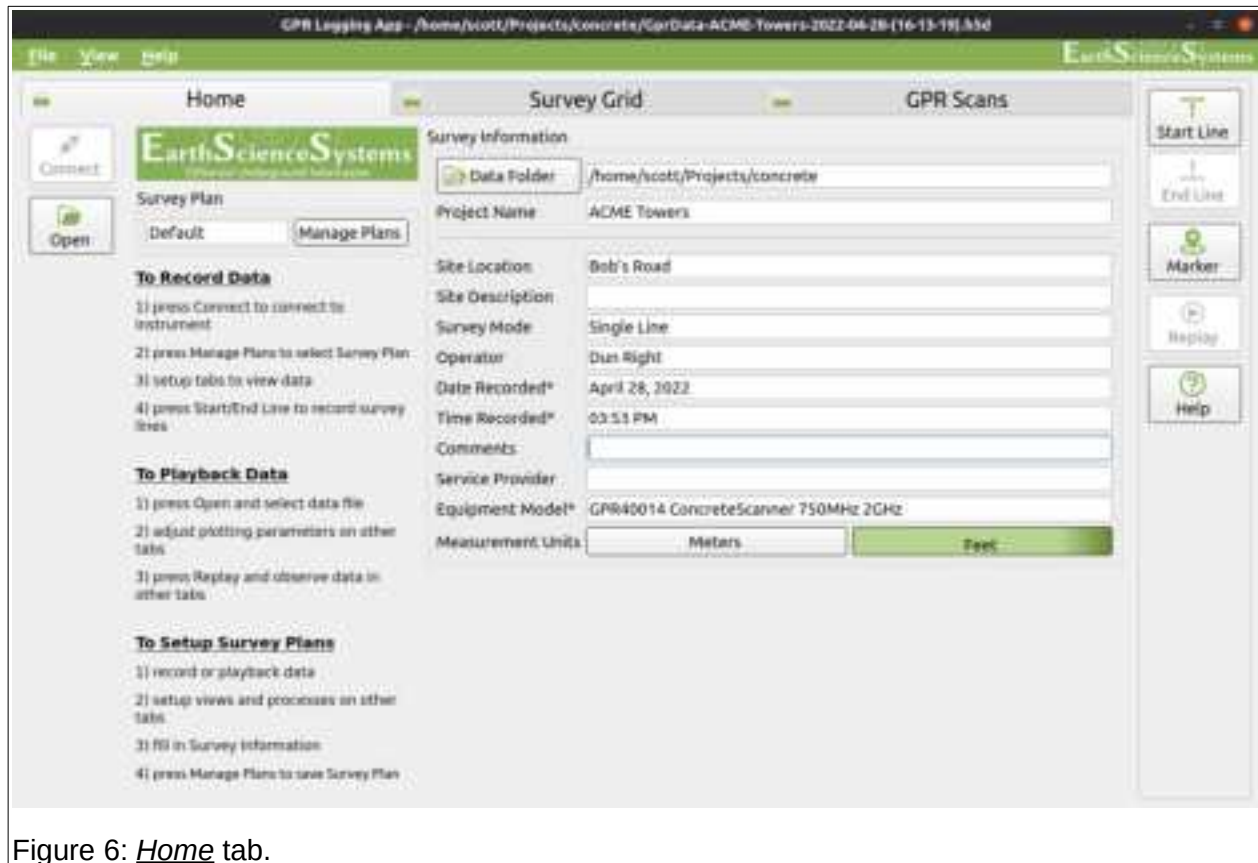 GPR Logging App - /home/scott/Projects/concrete/GprData-ACME-Towers-2022-04-28-(16-13-19).h5d
File View Help
EarthScienceSystems
Home
Survey Grid
GPR Scans
Connect
Open
EarthScienceSystems
Survey Plan
Default
Manage Plans
To Record Data
1) press Connect to connect to
instrument
2) press Manage Plans to select Survey Plan
3) setup tabs to view data
4) press Start/End Line to record survey
lines
To Playback Data
1) press Open and select data file
2) adjust plotting parameters on other
tabs
3) press Replay and observe data in
other tabs
To Setup Survey Plans
1) record or playback data
2) setup views and processes on other
tabs
3) fill in Survey Information
4) press Manage Plans to save Survey Plan
Survey Information
Data Folder /home/scott/Projects/concrete
Project Name ACME Towers
Site Location Bob's Road
Site Description
Survey Mode Single Line
Operator Dun Right
Date Recorded* April 28, 2022
Time Recorded* 03:53 PM
Comments
Service Provider
Equipment Model* GPR40014 ConcreteScanner 750MHz 2GHz
Measurement Units Meters Feet
Start Line
End Line
Marker
Replay
Help
Figure 6: Home tab.